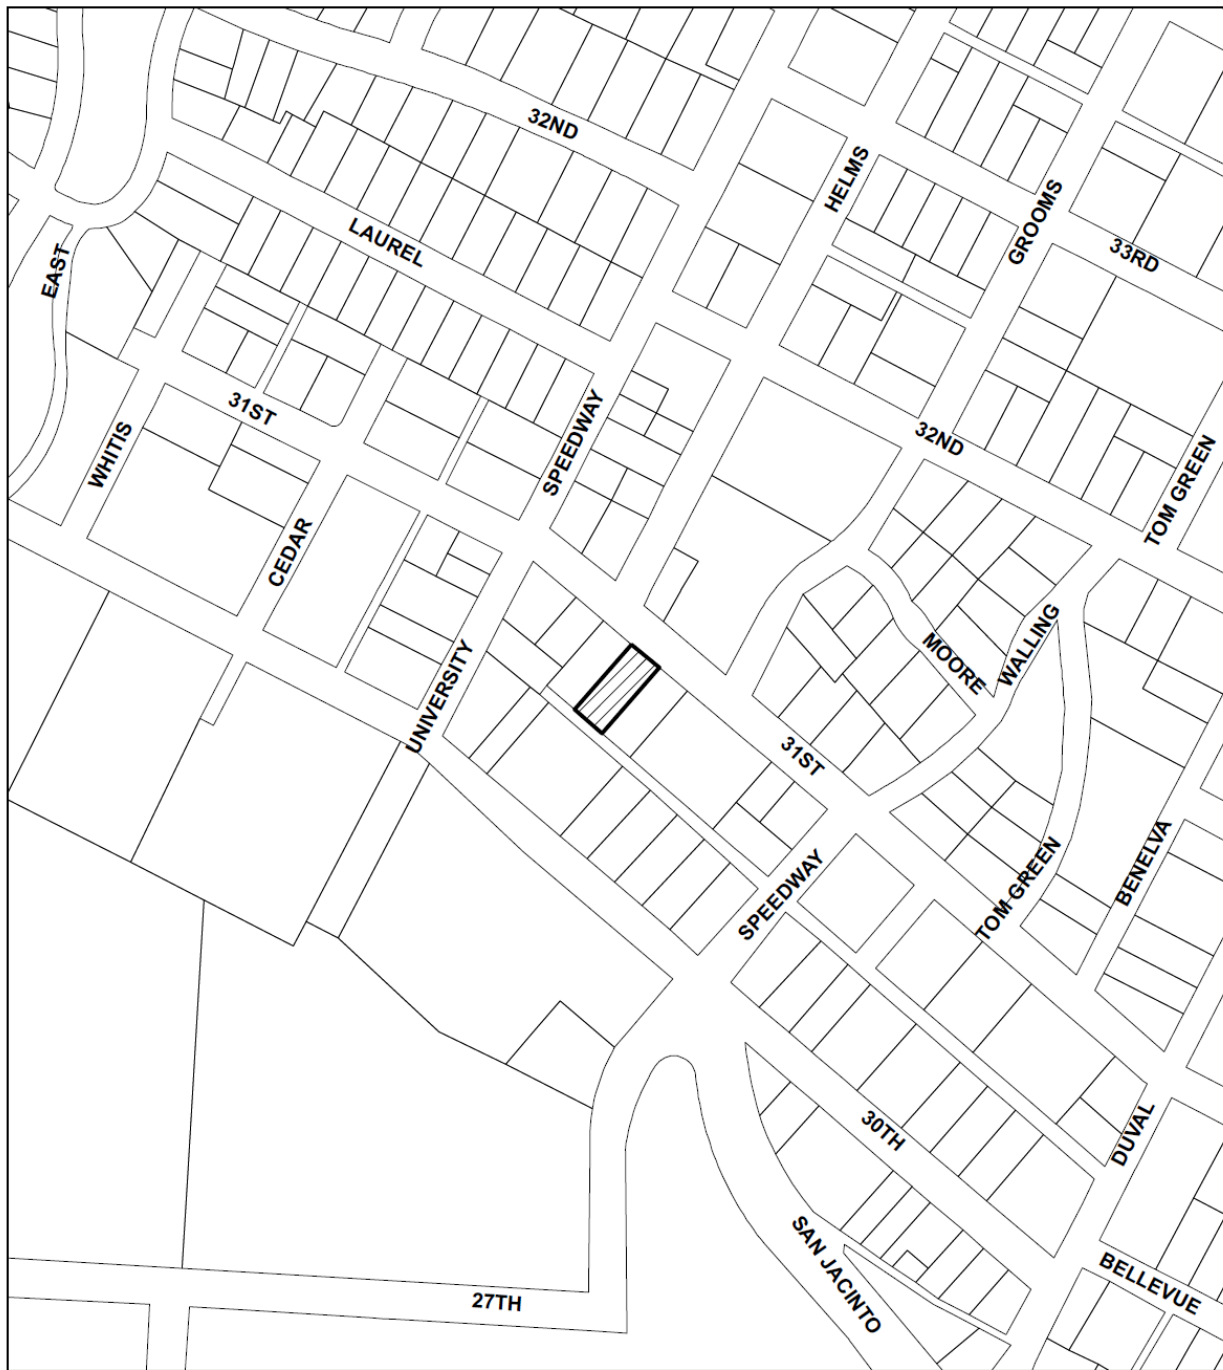 32ND
HELMS
GROOMS
LAUREL
33RD
EAST
31ST
SPEEDWAY
32ND
WHITIS
TOM GREEN
CEDAR
WALLING
MOORE
UNIVERSITY
31ST
BENELVA
SPEEDWAY
TOM GREEN
30TH
DUVAL
SAN JACINTO
BELLEVUE
27TH